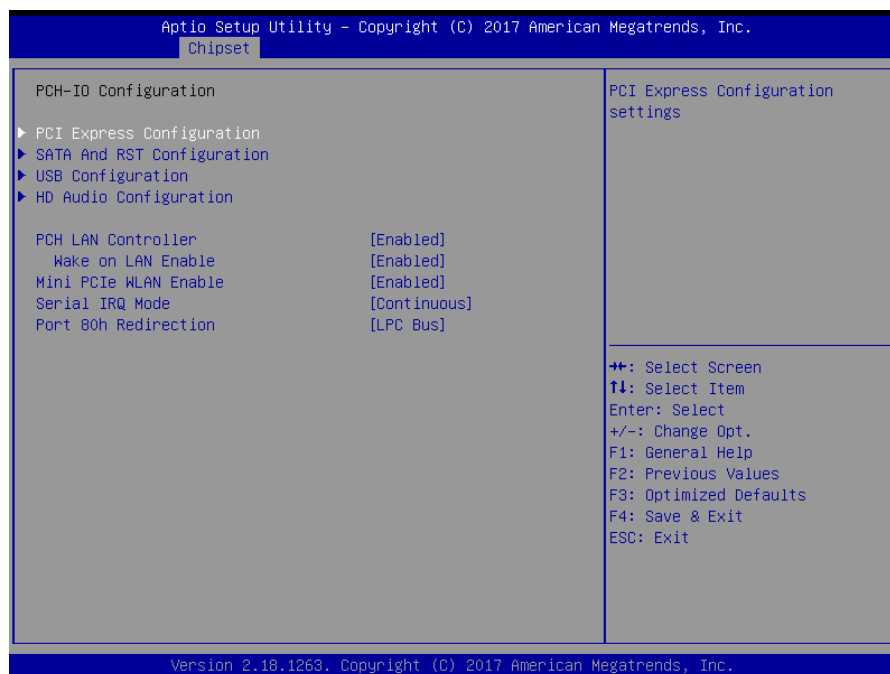 Aptio Setup Utility – Copyright (C) 2017 American Megatrends, Inc.
Chipset
PCH-IO Configuration
PCI Express Configuration
SATA And RST Configuration
USB Configuration
HD Audio Configuration
PCH LAN Controller [Enabled]
Wake on LAN Enable [Enabled]
Mini PCIe WLAN Enable [Enabled]
Serial IRQ Mode [Continuous]
Port 80h Redirection [LPC Bus]
PCI Express Configuration
settings
→←: Select Screen
↑↓: Select Item
Enter: Select
+/-: Change Opt.
F1: General Help
F2: Previous Values
F3: Optimized Defaults
F4: Save & Exit
ESC: Exit
Version 2.18.1263. Copyright (C) 2017 American Megatrends, Inc.